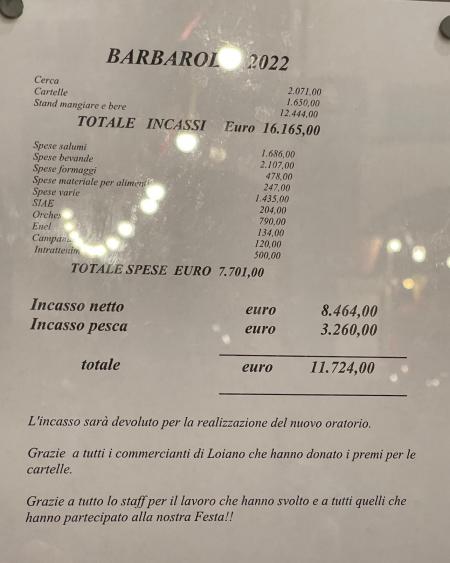 2022
Cerca 2.071,00
Cartelle 1.650,00
Stand mangiare e bere 12.444,00
TOTALE INCASSI Euro 16.165,00
Spese salumi 1.686,00
Spese bevande 2.107,00
Spese formaggi 478,00
Spese materiale per 247,00
Spese varie 1.435,00
SIAE 204,00
790,00
Enel 134,00
120,00
500,00
TOTALE SPESE EURO 7.701,00
Incasso netto euro 8.464,00
Incasso pesca euro 3.260,00
totale euro 11.724,00
L'incasso sarà devoluto per la realizzazione del nuovo oratorio.
Grazie a tutti i commercianti di Loiano che hanno donato i premi per le
cartelle.
Grazie a tutto lo staff per il lavoro che hanno svolto e a tutti quelli che
hanno partecipato alla nostra Festa!!